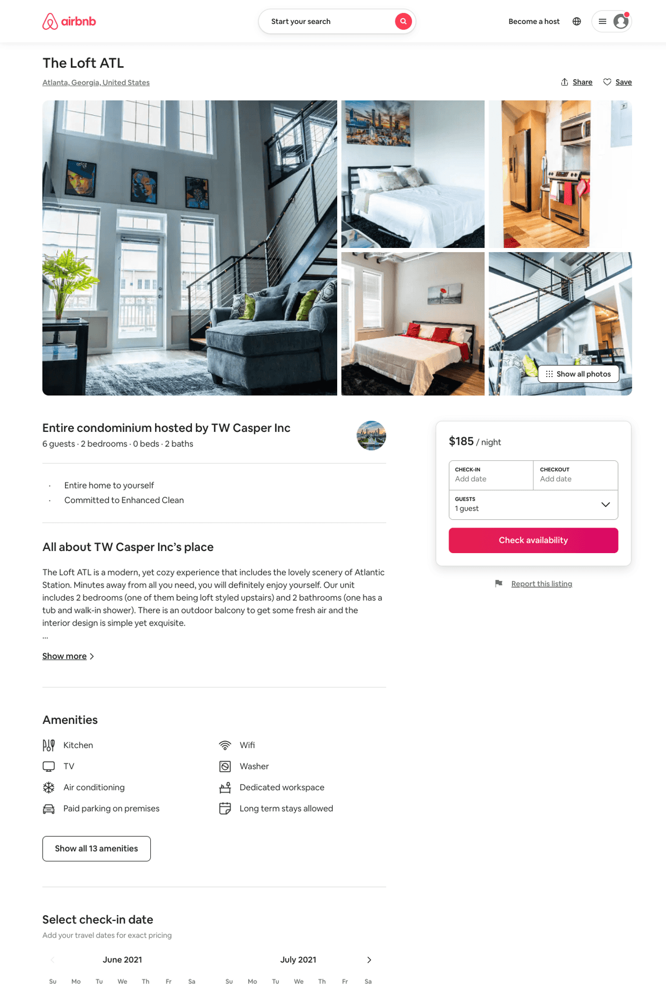 airbnb
Start your search
Become a host
The Loft ATL
Atlanta, Georgia, United States
Share
Save
Show all photos
Entire condominium hosted by TW Casper Inc
6 guests · 2 bedrooms · 0 beds · 2 baths
· Entire home to yourself
· Committed to Enhanced Clean
All about TW Casper Inc’s place
The Loft ATL is a modern, yet cozy experience that includes the lovely scenery of Atlantic
Station. Minutes away from all you need, you will definitely enjoy yourself. Our unit
includes 2 bedrooms (one of them being loft styled upstairs) and 2 bathrooms (one has a
tub and walk-in shower). There is an outdoor balcony to get some fresh air and the
interior design is simple yet exquisite.
...
Show more
$185 / night
CHECK-IN
Add date
CHECKOUT
Add date
GUESTS
1 guest
Check availability
Report this listing
Amenities
Kitchen
Wifi
TV
Washer
Air conditioning
Dedicated workspace
Paid parking on premises
Long term stays allowed
Show all 13 amenities
Select check-in date
Add your travel dates for exact pricing
June 2021
July 2021
Su Mo Tu We Th Fr Sa
Su Mo Tu We Th Fr Sa